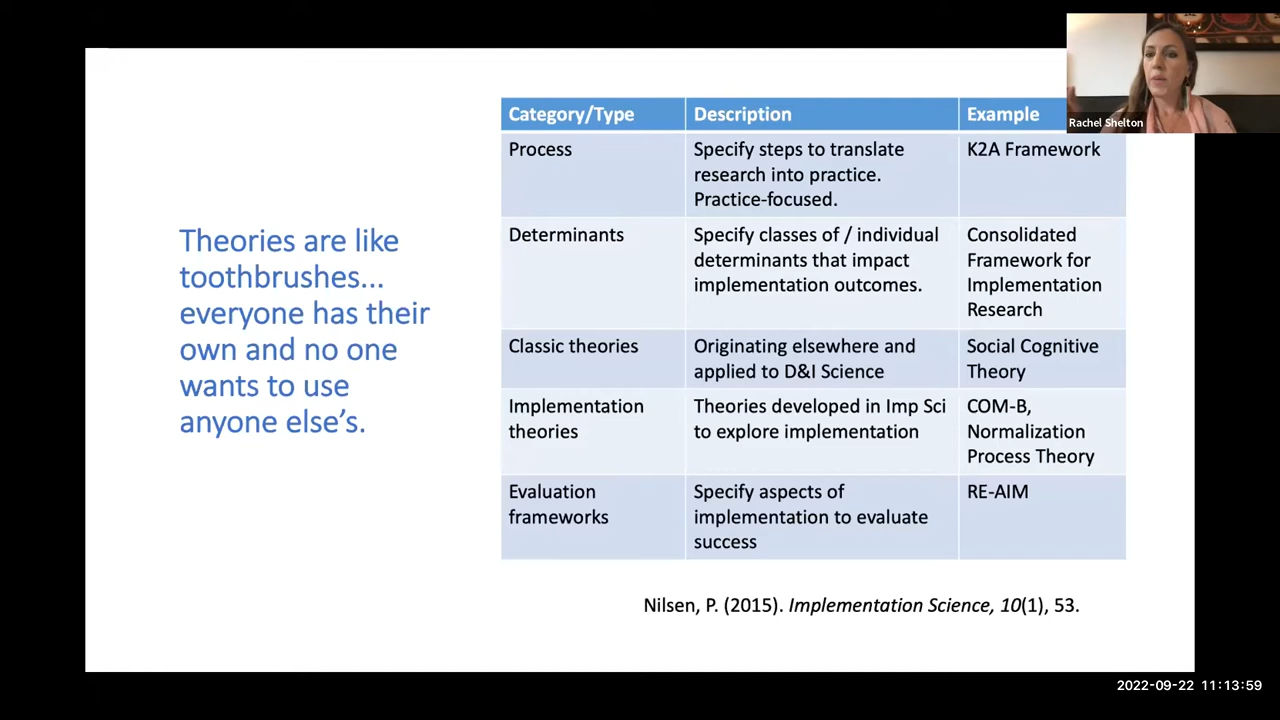 Rachel Shelton
Theories are like
toothbrushes...
everyone has their
own and no one
wants to use
anyone else's.
Category/Type
Description
Example
Process
Specify steps to translate
research into practice.
Practice-focused.
K2A Framework
Determinants
Specify classes of / individual
determinants that impact
implementation outcomes.
Consolidated
Framework for
Implementation
Research
Classic theories
Originating elsewhere and
applied to D&I Science
Social Cognitive
Theory
Implementation
theories
Theories developed in Imp Sci
to explore implementation
COM-B,
Normalization
Process Theory
Evaluation
frameworks
Specify aspects of
implementation to evaluate
success
RE-AIM
Nilsen, P. (2015). Implementation Science, 10(1), 53.
2022-09-22 11:13:59